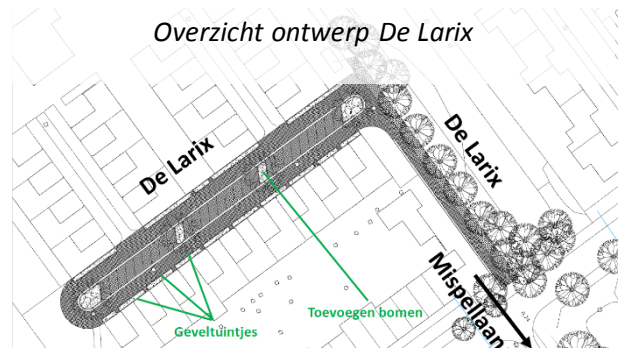 Overzicht ontwerp De Larix
De Larix
De Larix
Mispellaan
Toevoegen bomen
Geveltuintjes